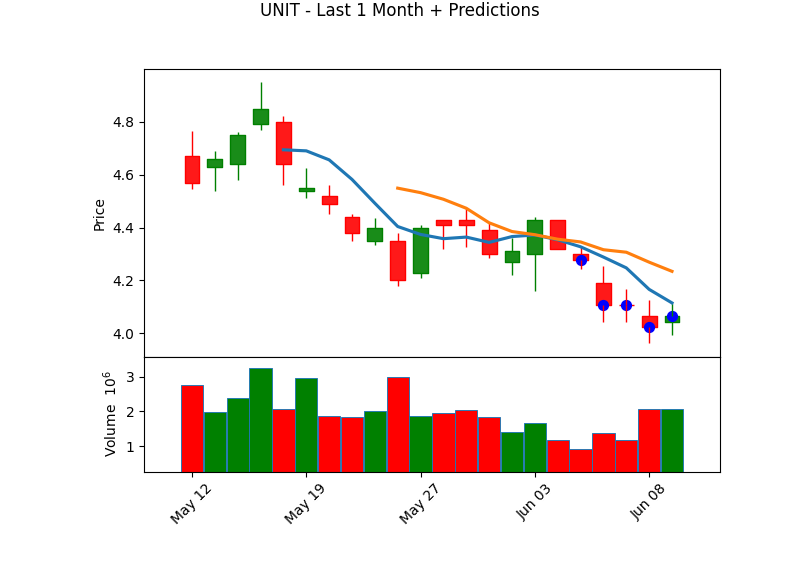 UNIT - Last 1 Month + Predictions
4.8
4.6
4.4
4.2
4.0
Price
3
2
1
Volume 10^6
May 12
May 19
May 27
Jun 03
Jun 08